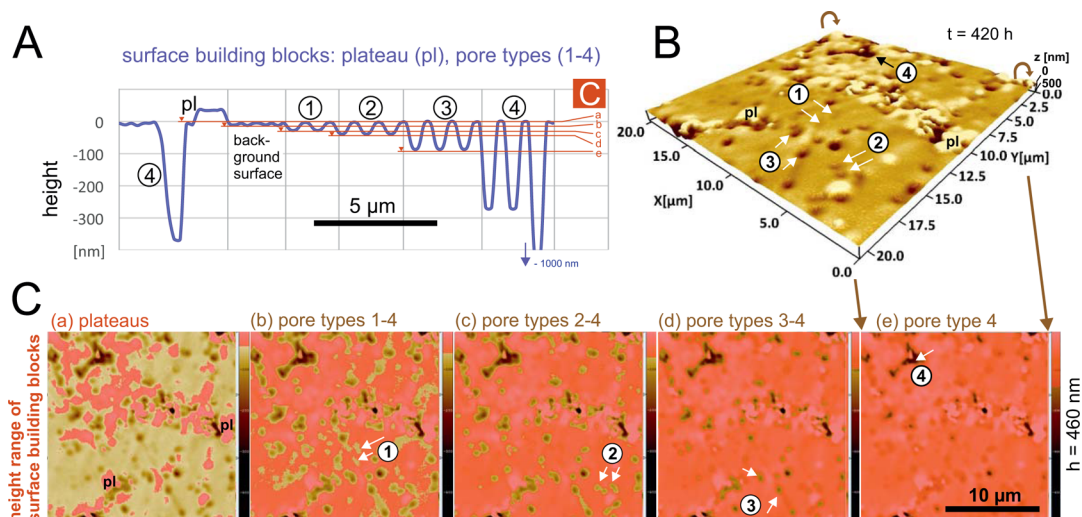 A
surface building blocks: plateau (pl), pore types (1-4)
pl
1
2
3
4
C
0
-100
-200
-300
[nm]
height
4
back-
ground
surface
5 µm
a
b
c
d
e
- 1000 nm
B
t = 420 h
z [nm]
0
500
0.0
2.5
5.0
7.5
10.0
Y[µm]
12.5
15.0
17.5
20.0
20.0
15.0
10.0
X[µm]
5.0
0.0
4
1
pl
2
pl
3
C
height range of
surface building blocks
(a) plateaus
(b) pore types 1-4
(c) pore types 2-4
(d) pore types 3-4
(e) pore type 4
pl
pl
1
2
3
4
10 µm
h = 460 nm